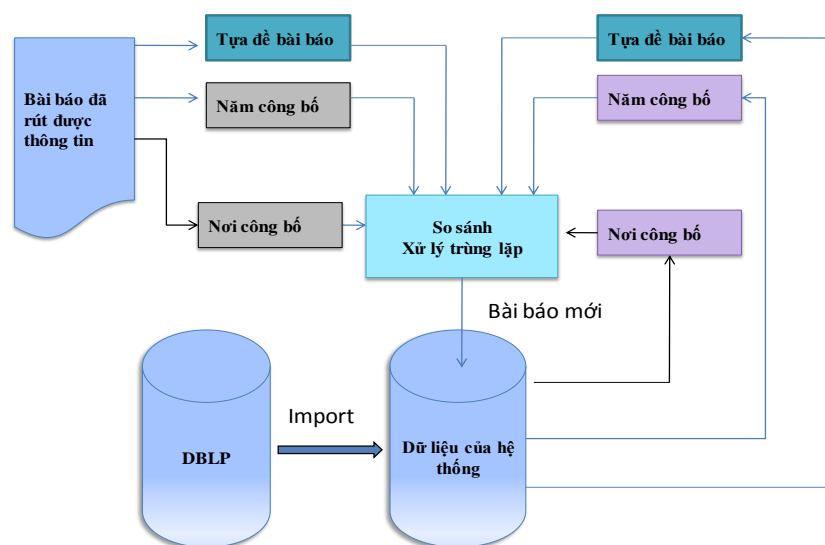 Tựa đề bài báo
Tựa đề bài báo
Bài báo đã
rút được
thông tin
Năm công bố
Năm công bố
Nơi công bố
So sánh
Xử lý trùng lặp
Nơi công bố
Bài báo mới
Import
DBLP
Dữ liệu của hệ
thống